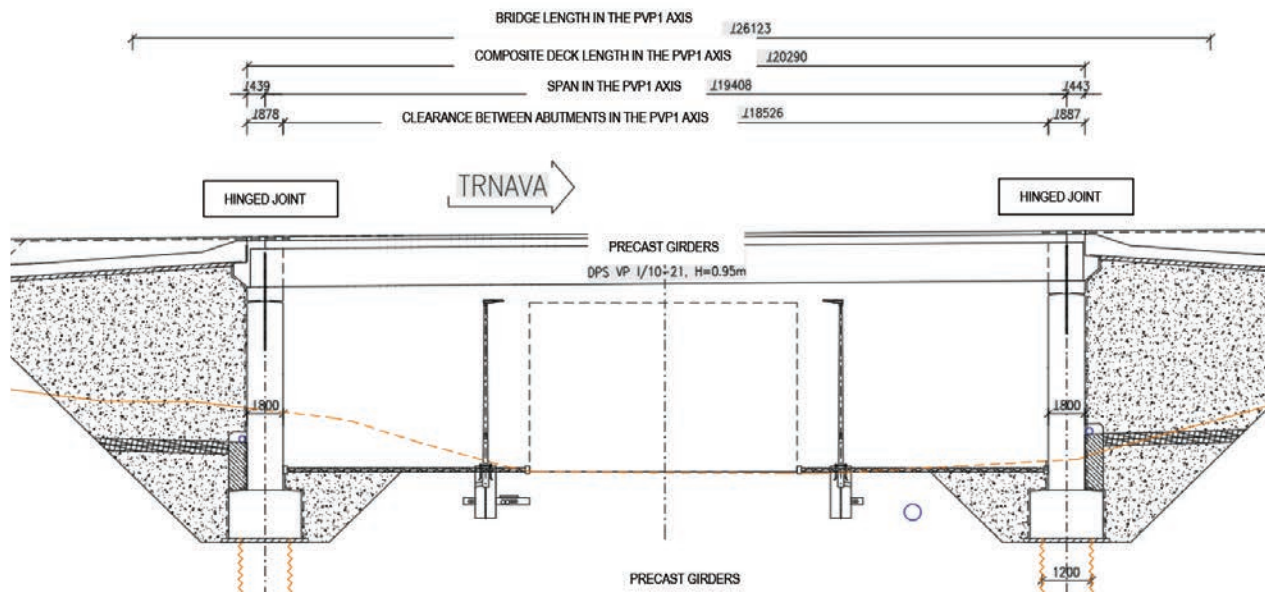 BRIDGE LENGTH IN THE PVP1 AXIS ⊥26123
COMPOSITE DECK LENGTH IN THE PVP1 AXIS ⊥20290
⊥439 SPAN IN THE PVP1 AXIS ⊥19408 ⊥443
⊥878 CLEARANCE BETWEEN ABUTMENTS IN THE PVP1 AXIS ⊥18526 ⊥887
HINGED JOINT TRNAVA HINGED JOINT
PRECAST GIRDERS
DPS VP I/10-21, H=0.95m
⊥800 ⊥800
1200
PRECAST GIRDERS